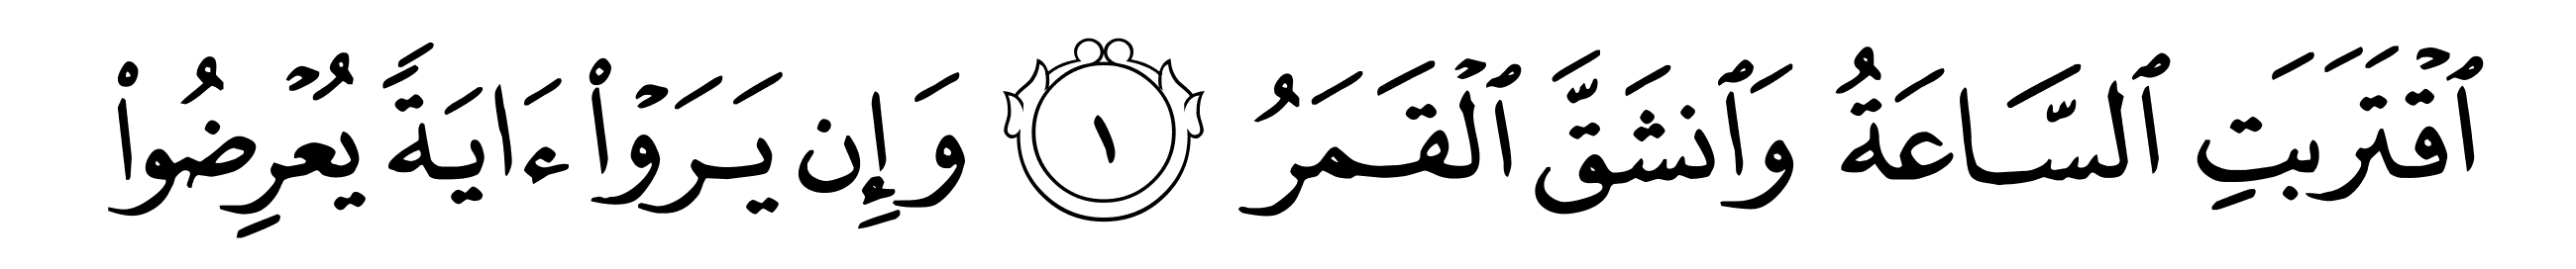 ٱقۡتَرَبَتِ ٱلسَّاعَةُ وَٱنشَقَّ ٱلۡقَمَرُ ١ وَإِن يَرَوۡاْ ءَايَةٗ يُعۡرِضُواْ